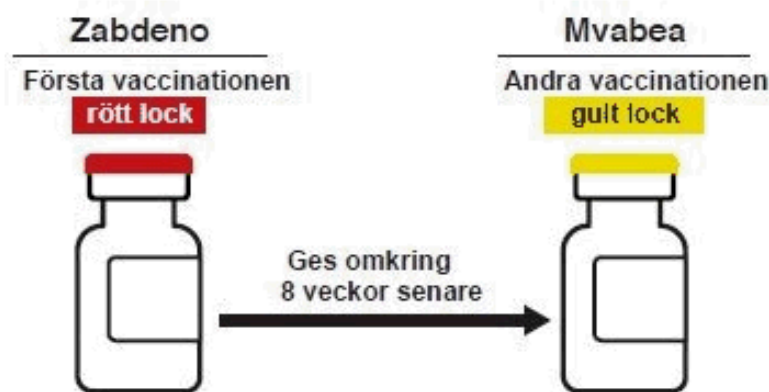 Zabdeno
Första vaccinationen
rött lock
Mvabea
Andra vaccinationen
gult lock
Ges omkring
8 veckor senare